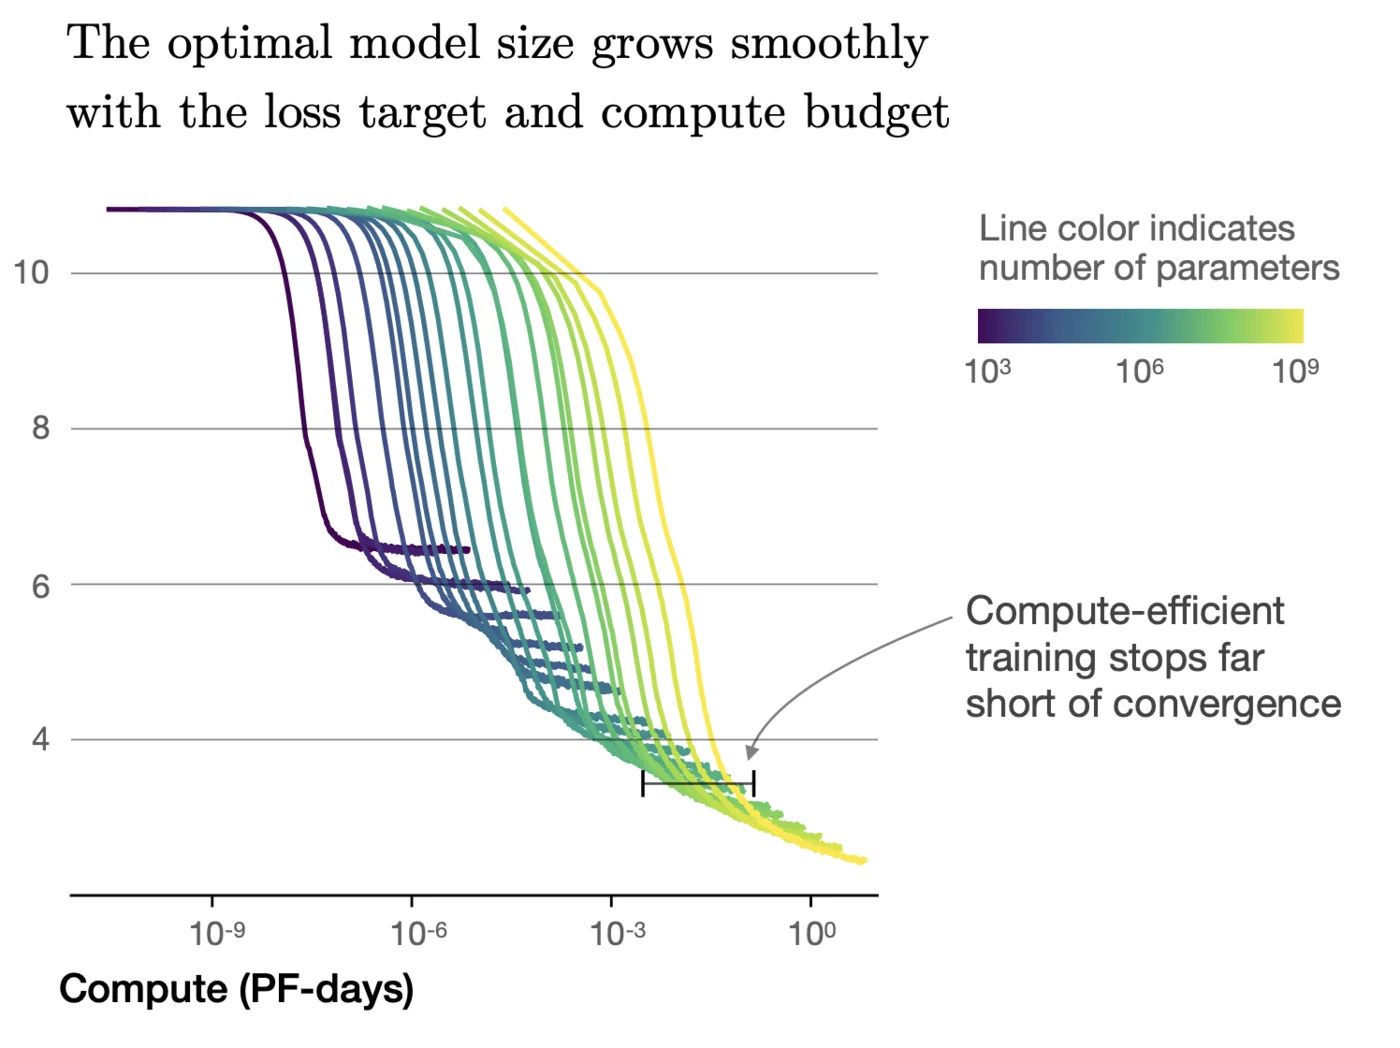 The optimal model size grows smoothly
with the loss target and compute budget
Line color indicates
number of parameters
10³ 10⁶ 10⁹
10
8
6
4
Compute-efficient
training stops far
short of convergence
10⁻⁹ 10⁻⁶ 10⁻³ 10⁰
Compute (PF-days)